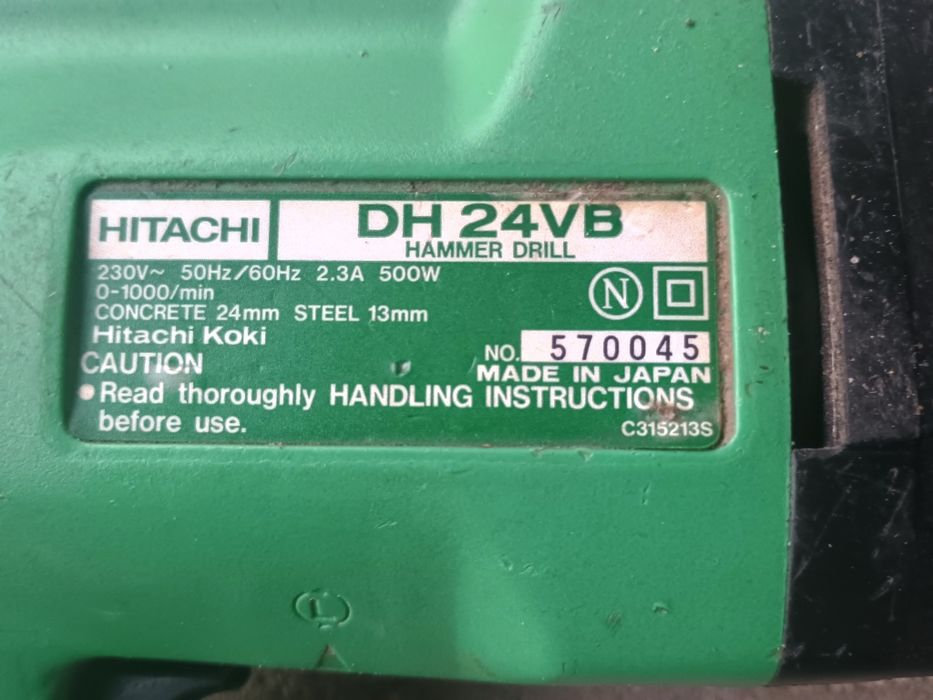 HITACHI
DH 24VB
HAMMER DRILL
230V~ 50Hz/60Hz 2.3A 500W
0-1000/min
CONCRETE 24mm STEEL 13mm
Hitachi Koki
N
NO. 570045
CAUTION
MADE IN JAPAN
• Read thoroughly HANDLING INSTRUCTIONS
before use.
C315213S
L